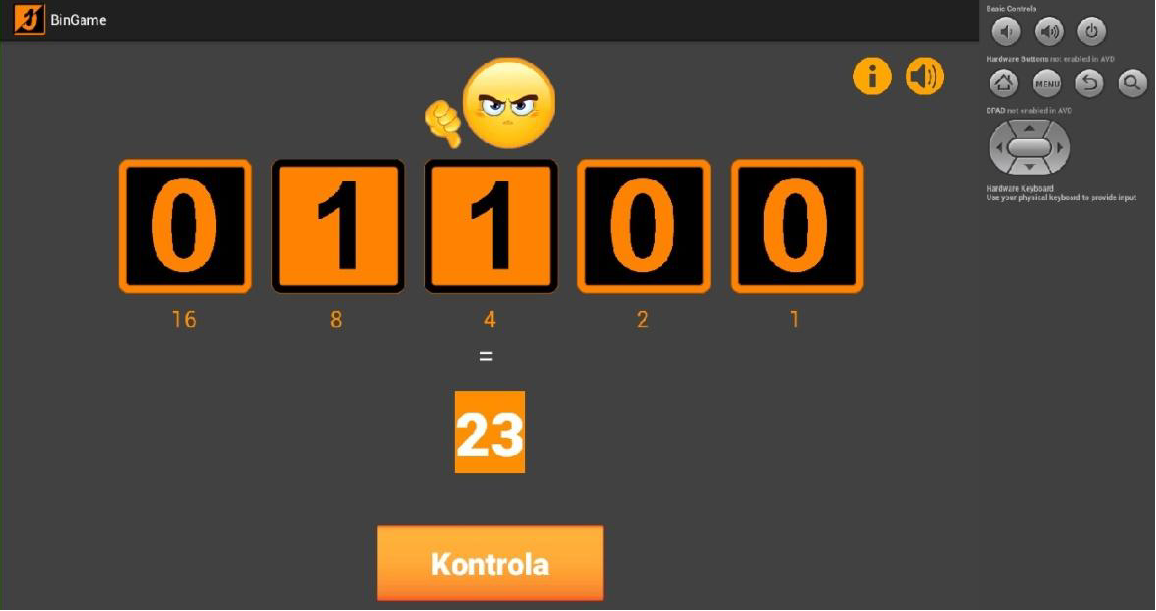 BinGame
0 1 1 0 0
16 8 4 2 1
=
23
Kontrola
Basic Controls
Hardware Buttons not enabled in AVD
MENU
DPAD not enabled in AVD
Hardware Keyboard
Use your physical keyboard to provide input